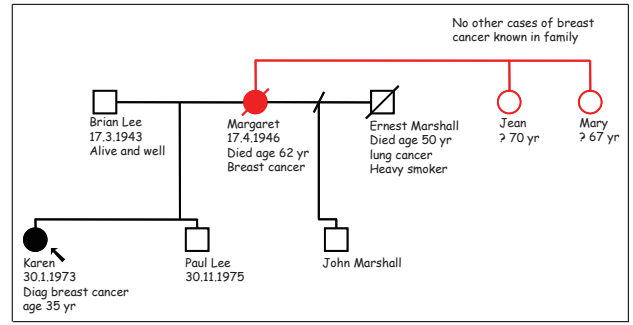 No other cases of breast
cancer known in family
Brian Lee
17.3.1943
Alive and well
Margaret
17.4.1946
Died age 62 yr
Breast cancer
Ernest Marshall
Died age 50 yr
lung cancer
Heavy smoker
Jean
? 70 yr
Mary
? 67 yr
Karen
30.1.1973
Diag breast cancer
age 35 yr
Paul Lee
30.11.1975
John Marshall